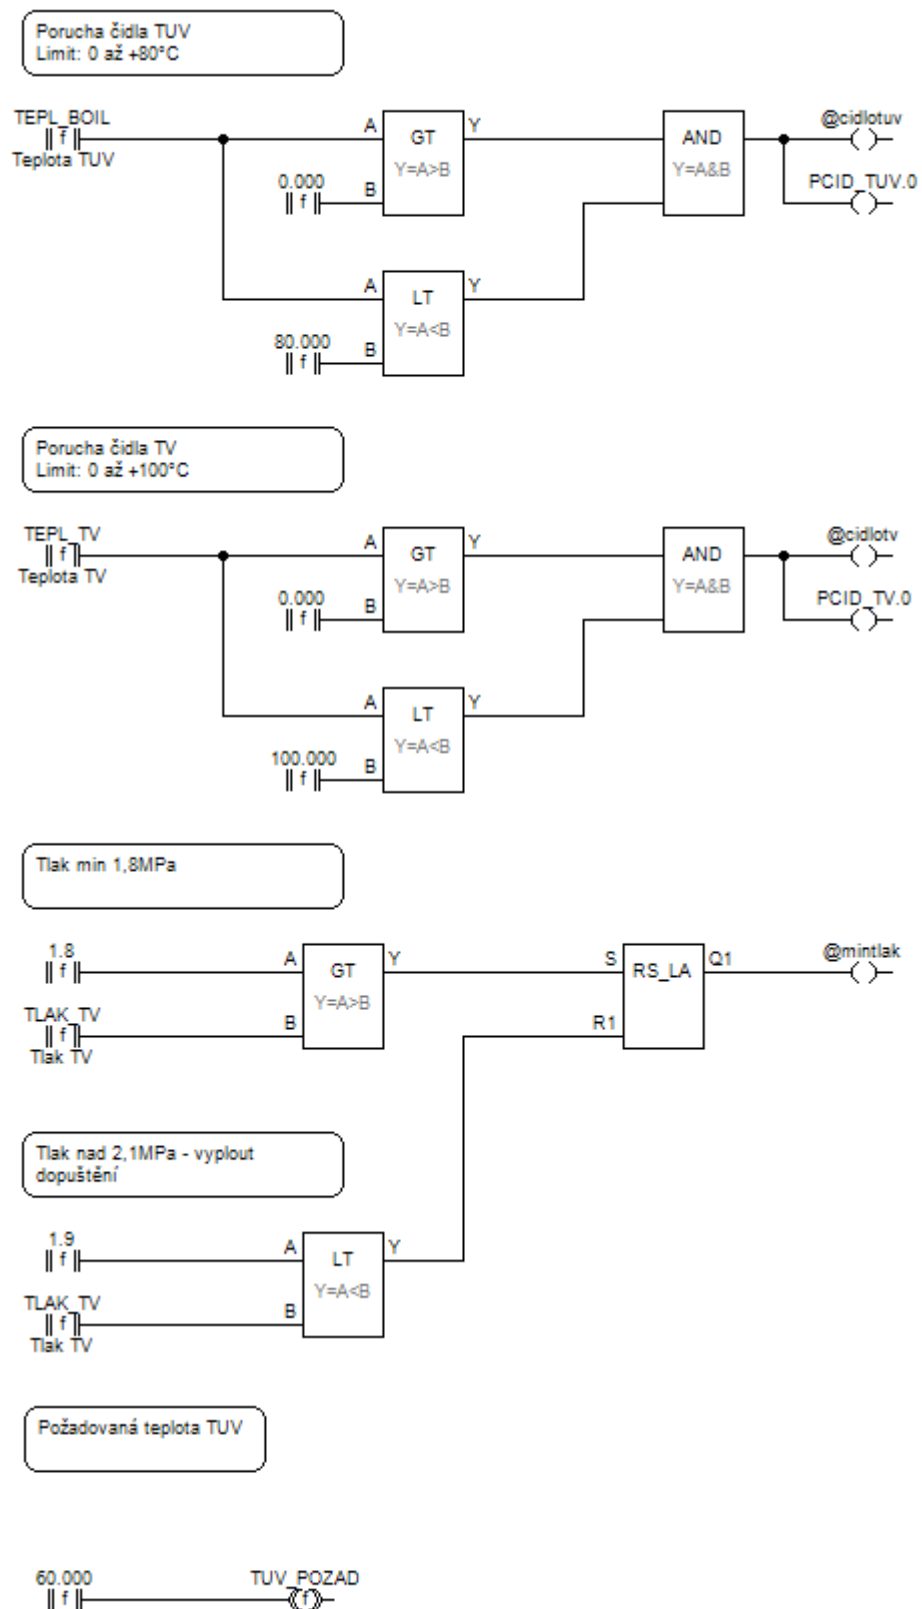 Porucha čidla TUV
Limit: 0 až +80°C
TEPL_BOIL
f
Teplota TUV
A
GT
Y
Y=A>B
0.000
f
B
AND
Y=A&B
@cidlotuv
PCID_TUV.0
A
LT
Y
Y=A<B
80.000
f
B
Porucha čidla TV
Limit: 0 až +100°C
TEPL_TV
f
Teplota TV
A
GT
Y
Y=A>B
0.000
f
B
AND
Y=A&B
@cidlotv
PCID_TV.0
A
LT
Y
Y=A<B
100.000
f
B
Tlak min 1,8MPa
1.8
f
A
GT
Y
Y=A>B
TLAK_TV
f
Tlak TV
B
S
RS_LA
Q1
R1
@mintlak
Tlak nad 2,1MPa - vyplout
dopuštění
1.9
f
A
LT
Y
Y=A<B
TLAK_TV
f
Tlak TV
B
Požadovaná teplota TUV
60.000
f
TUV_POZAD
f